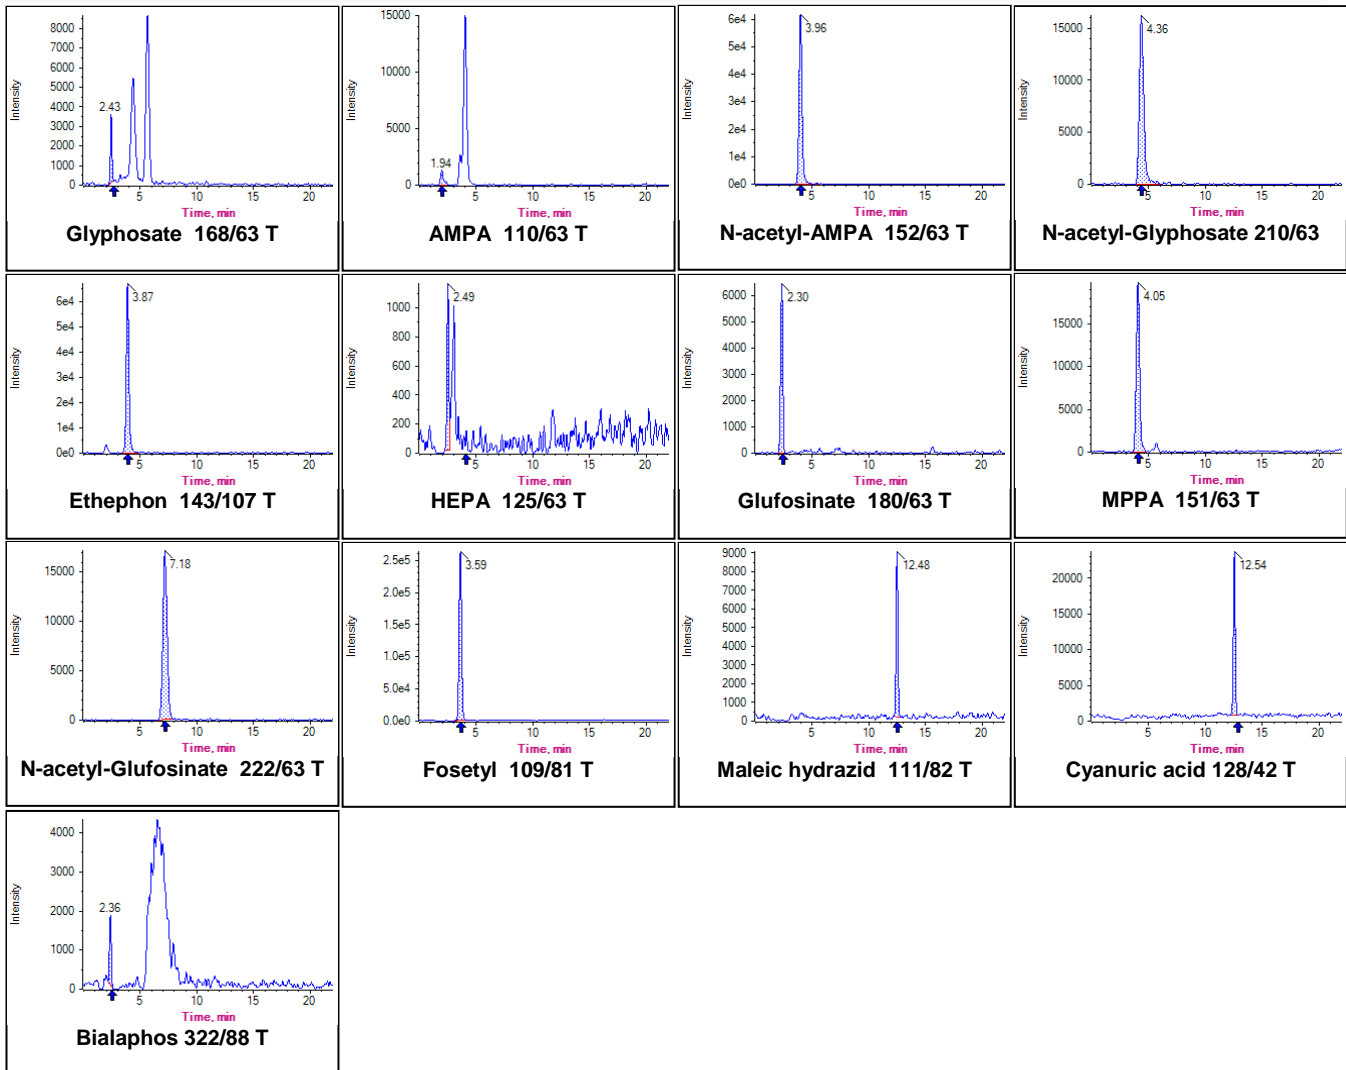 8000
7000
6000
5000
4000
3000
2000
1000
0
Intensity
2.43
5 10 15 20
Time, min
Glyphosate 168/63 T
15000
10000
5000
0
Intensity
1.94
5 10 15 20
Time, min
AMPA 110/63 T
6e4
5e4
4e4
3e4
2e4
1e4
0e0
Intensity
3.96
5 10 15 20
Time, min
N-acetyl-AMPA 152/63 T
15000
10000
5000
0
Intensity
4.36
5 10 15 20
Time, min
N-acetyl-Glyphosate 210/63
6e4
5e4
4e4
3e4
2e4
1e4
0e0
Intensity
3.87
5 10 15 20
Time, min
Ethephon 143/107 T
1000
800
600
400
200
0
Intensity
2.49
5 10 15 20
Time, min
HEPA 125/63 T
6000
5000
4000
3000
2000
1000
0
Intensity
2.30
5 10 15 20
Time, min
Glufosinate 180/63 T
15000
10000
5000
0
Intensity
4.05
5 10 15 20
Time, min
MPPA 151/63 T
15000
10000
5000
0
Intensity
7.18
5 10 15 20
Time, min
N-acetyl-Glufosinate 222/63 T
2.5e5
2.0e5
1.5e5
1.0e5
5.0e4
0.0e0
Intensity
3.59
5 10 15 20
Time, min
Fosetyl 109/81 T
9000
8000
7000
6000
5000
4000
3000
2000
1000
0
Intensity
12.48
5 10 15 20
Time, min
Maleic hydrazid 111/82 T
20000
15000
10000
5000
0
Intensity
12.54
5 10 15 20
Time, min
Cyanuric acid 128/42 T
4000
3000
2000
1000
0
Intensity
2.36
5 10 15 20
Time, min
Bialaphos 322/88 T